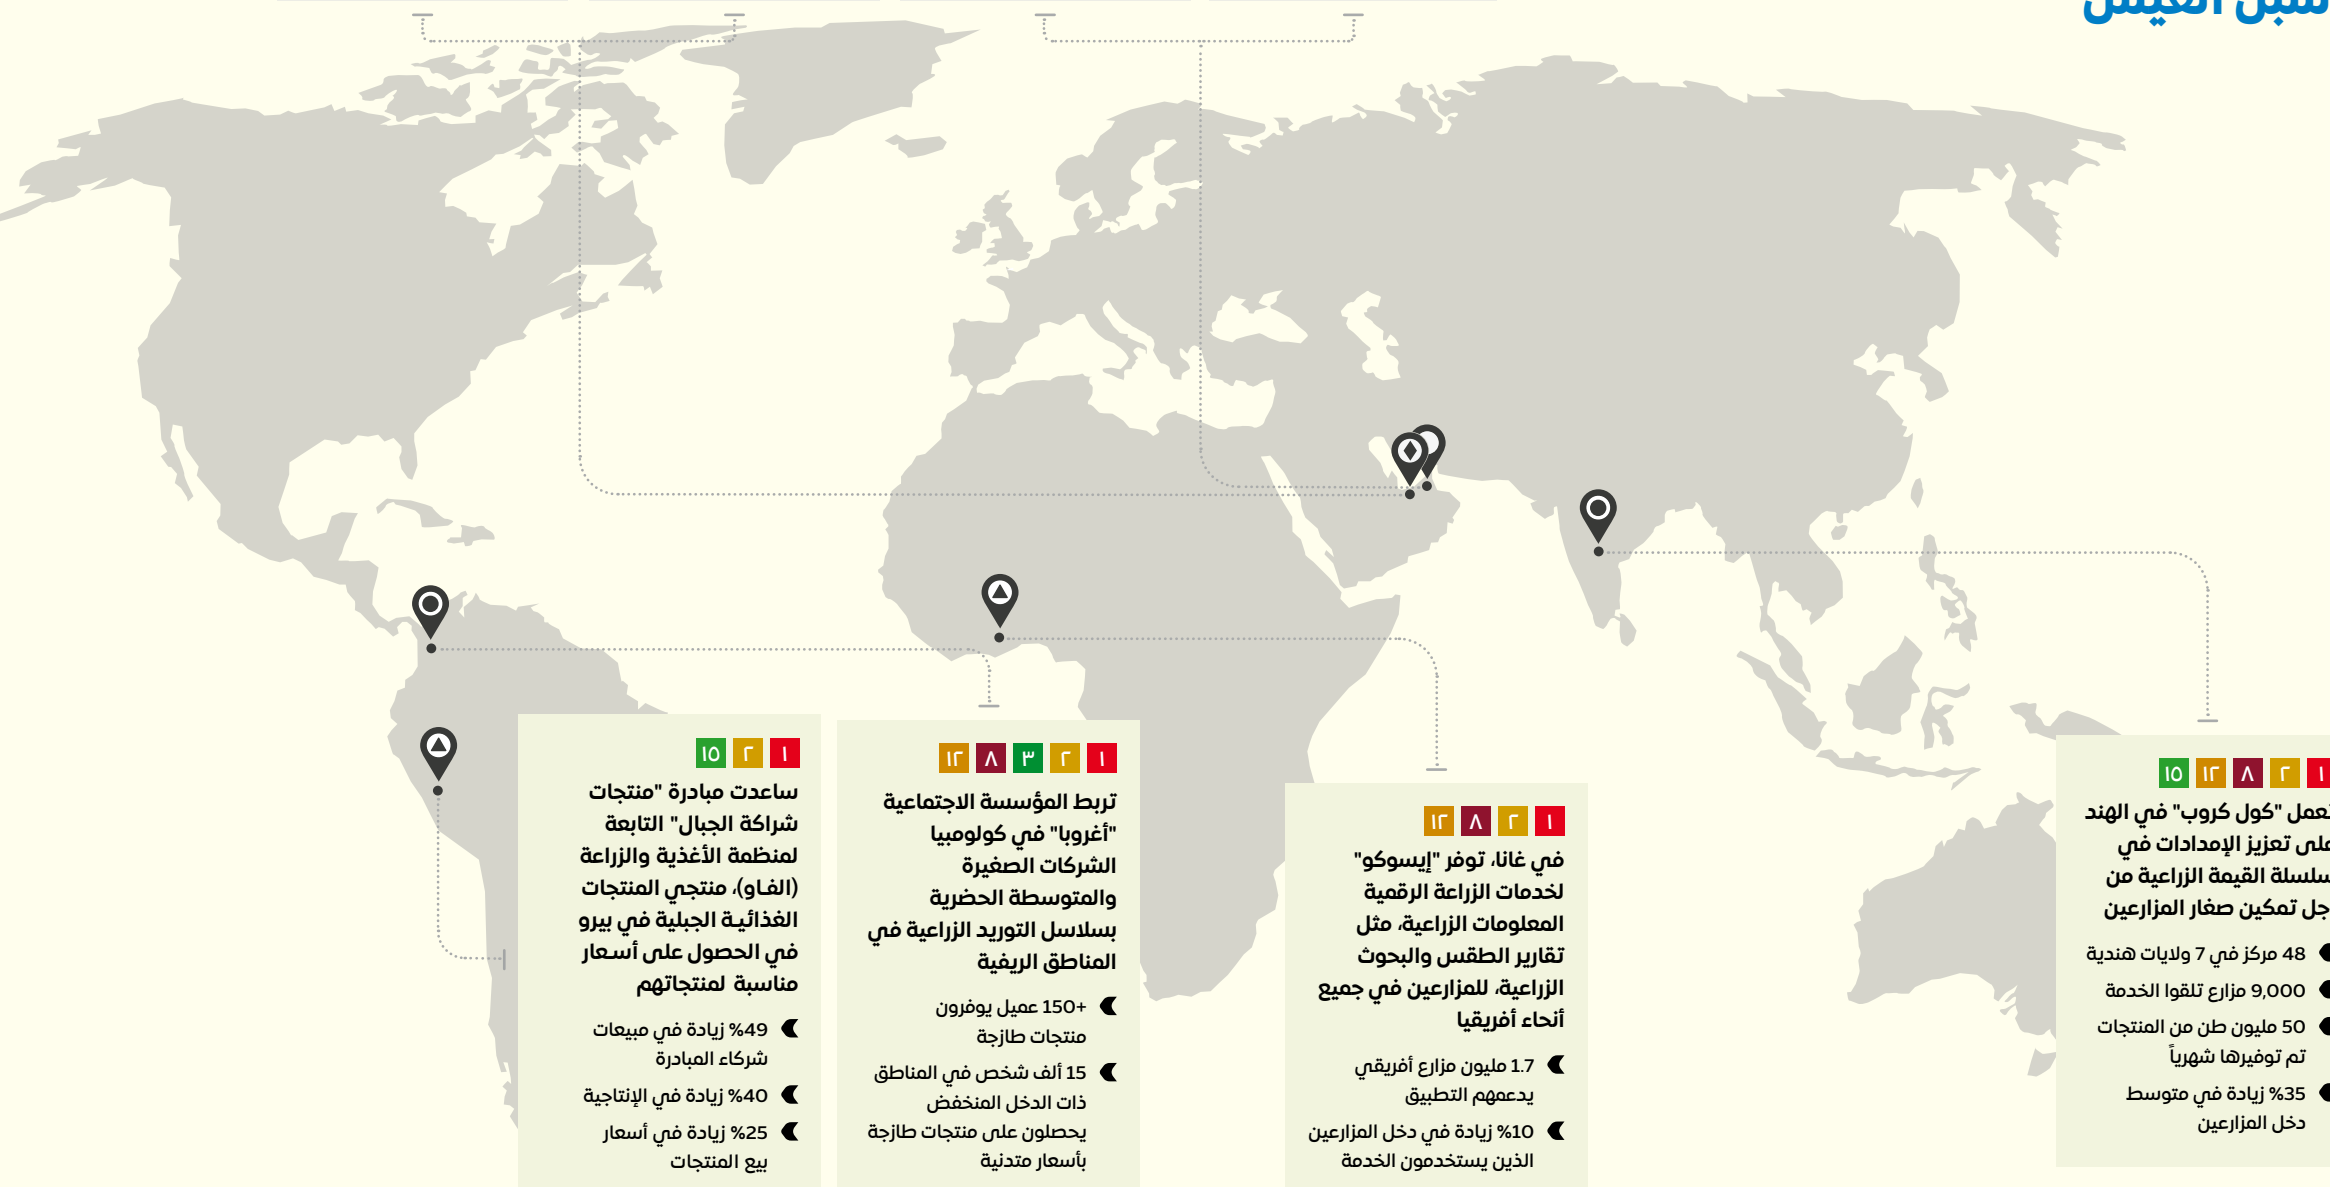 سبل العيش
١ ٢ ٨ ١٢ ١٥
تعمل "كول كروب" في الهند
على تعزيز الإمدادات في
سلسلة القيمة الزراعية من
أجل تمكين صغار المزارعين
48 مركز في 7 ولايات هندية
9,000 مزارع تلقوا الخدمة
50 مليون طن من المنتجات
تم توفيرها شهرياً
%35 زيادة في متوسط
دخل المزارعين
١ ٢ ٨ ١٢
في غانا، توفر "إيسوكو"
لخدمات الزراعة الرقمية
المعلومات الزراعية، مثل
تقارير الطقس والبحوث
الزراعية، للمزارعين في جميع
أنحاء أفريقيا
1.7 مليون مزارع أفريقي
يدعمهم التطبيق
%10 زيادة في دخل المزارعين
الذين يستخدمون الخدمة
١ ٢ ٣ ٨ ١٢
تربط المؤسسة الاجتماعية
"أغروبا" في كولومبيا
الشركات الصغيرة
والمتوسطة الحضرية
بسلاسل التوريد الزراعية في
المناطق الريفية
+150 عميل يوفرون
منتجات طازجة
15 ألف شخص في المناطق
ذات الدخل المنخفض
يحصلون على منتجات طازجة
بأسعار متدنية
١ ٢ ١٥
ساعدت مبادرة "منتجات
شراكة الجبال" التابعة
لمنظمة الأغذية والزراعة
(الفـاو)، منتجي المنتجات
الغذائيـة الجبلية في بيرو
في الحصول على أسـعار
مناسبة لمنتجاتهم
%49 زيادة في مبيعات
شركاء المبادرة
%40 زيادة في الإنتاجية
%25 زيادة في أسعار
بيع المنتجات